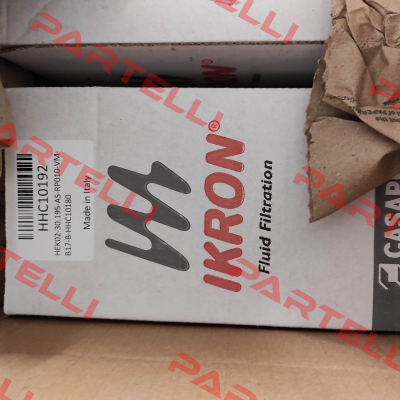 HHC10192
HEK02-30.195-AS-RP010-VM-
B17-B-HHC10180
Made in Italy
IKRON®
Fluid Filtration
CASAP
PARTELLI
PARTELLI
PARTELLI
PARTELLI